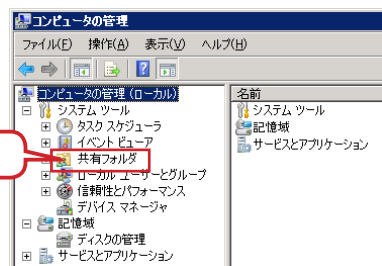 コンピュータの管理
ファイル(F) 操作(A) 表示(V) ヘルプ(H)
コンピュータの管理 (ローカル)
システム ツール
タスク スケジューラ
イベント ビューア
共有フォルダ
ローカル ユーザーとグループ
信頼性とパフォーマンス
デバイス マネージャ
記憶域
ディスクの管理
サービスとアプリケーション
名前
システム ツール
記憶域
サービスとアプリケーション